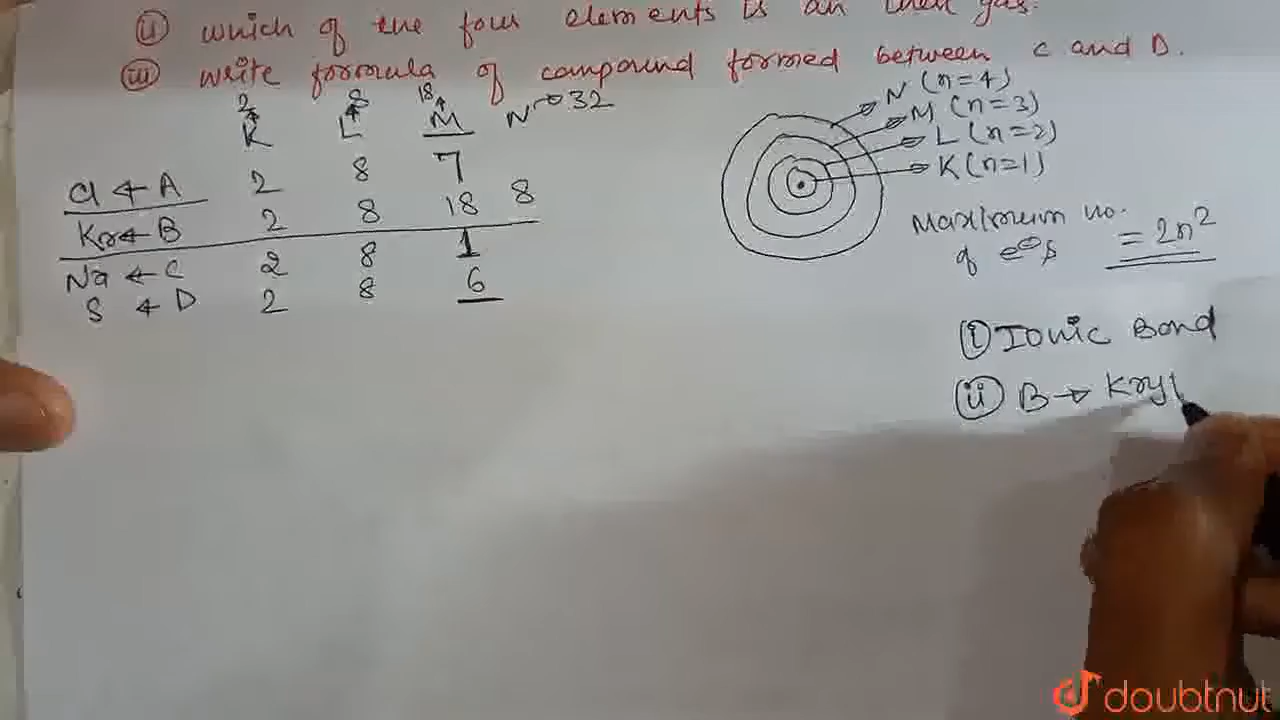 (ii) which of the four elements is an inert gas.
(iii) write formula of compound formed between C and D.
2 8 18
K L M N → 32
Cl ← A 2 8 7
Kr ← B 2 8 18 8
Na ← C 2 8 1
S ← D 2 8 6
N (n=4)
M (n=3)
L (n=2)
K (n=1)
Maximum no.
of e⊖s = 2n²
(i) Ionic Bond
(ii) B → Kry
doubtnut